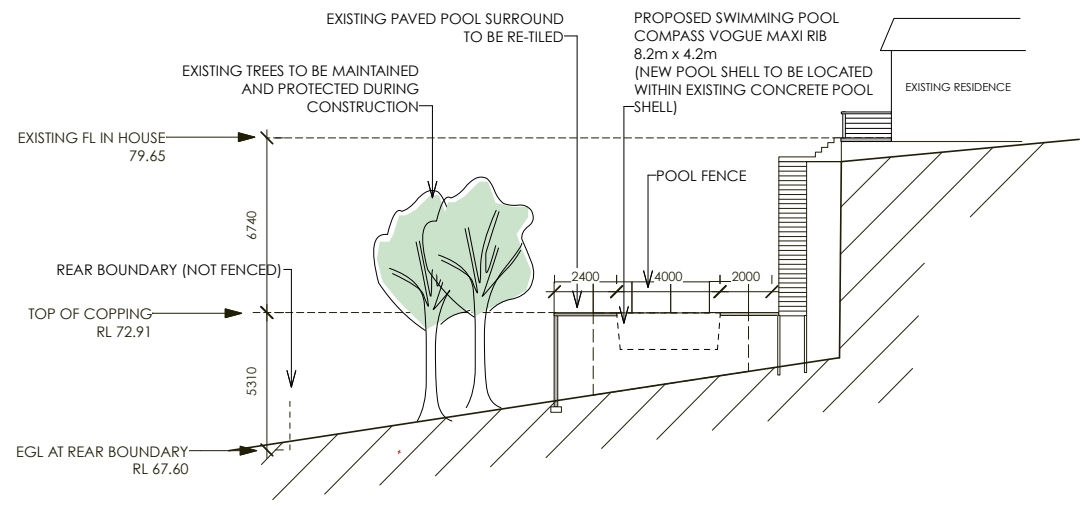 EXISTING PAVED POOL SURROUND
TO BE RE-TILED
PROPOSED SWIMMING POOL
COMPASS VOGUE MAXI RIB
8.2m x 4.2m
(NEW POOL SHELL TO BE LOCATED
WITHIN EXISTING CONCRETE POOL
SHELL)
EXISTING TREES TO BE MAINTAINED
AND PROTECTED DURING
CONSTRUCTION
EXISTING RESIDENCE
EXISTING FL IN HOUSE
79.65
POOL FENCE
6740
REAR BOUNDARY (NOT FENCED)
2400
4000
2000
TOP OF COPPING
RL 72.91
5310
EGL AT REAR BOUNDARY
RL 67.60